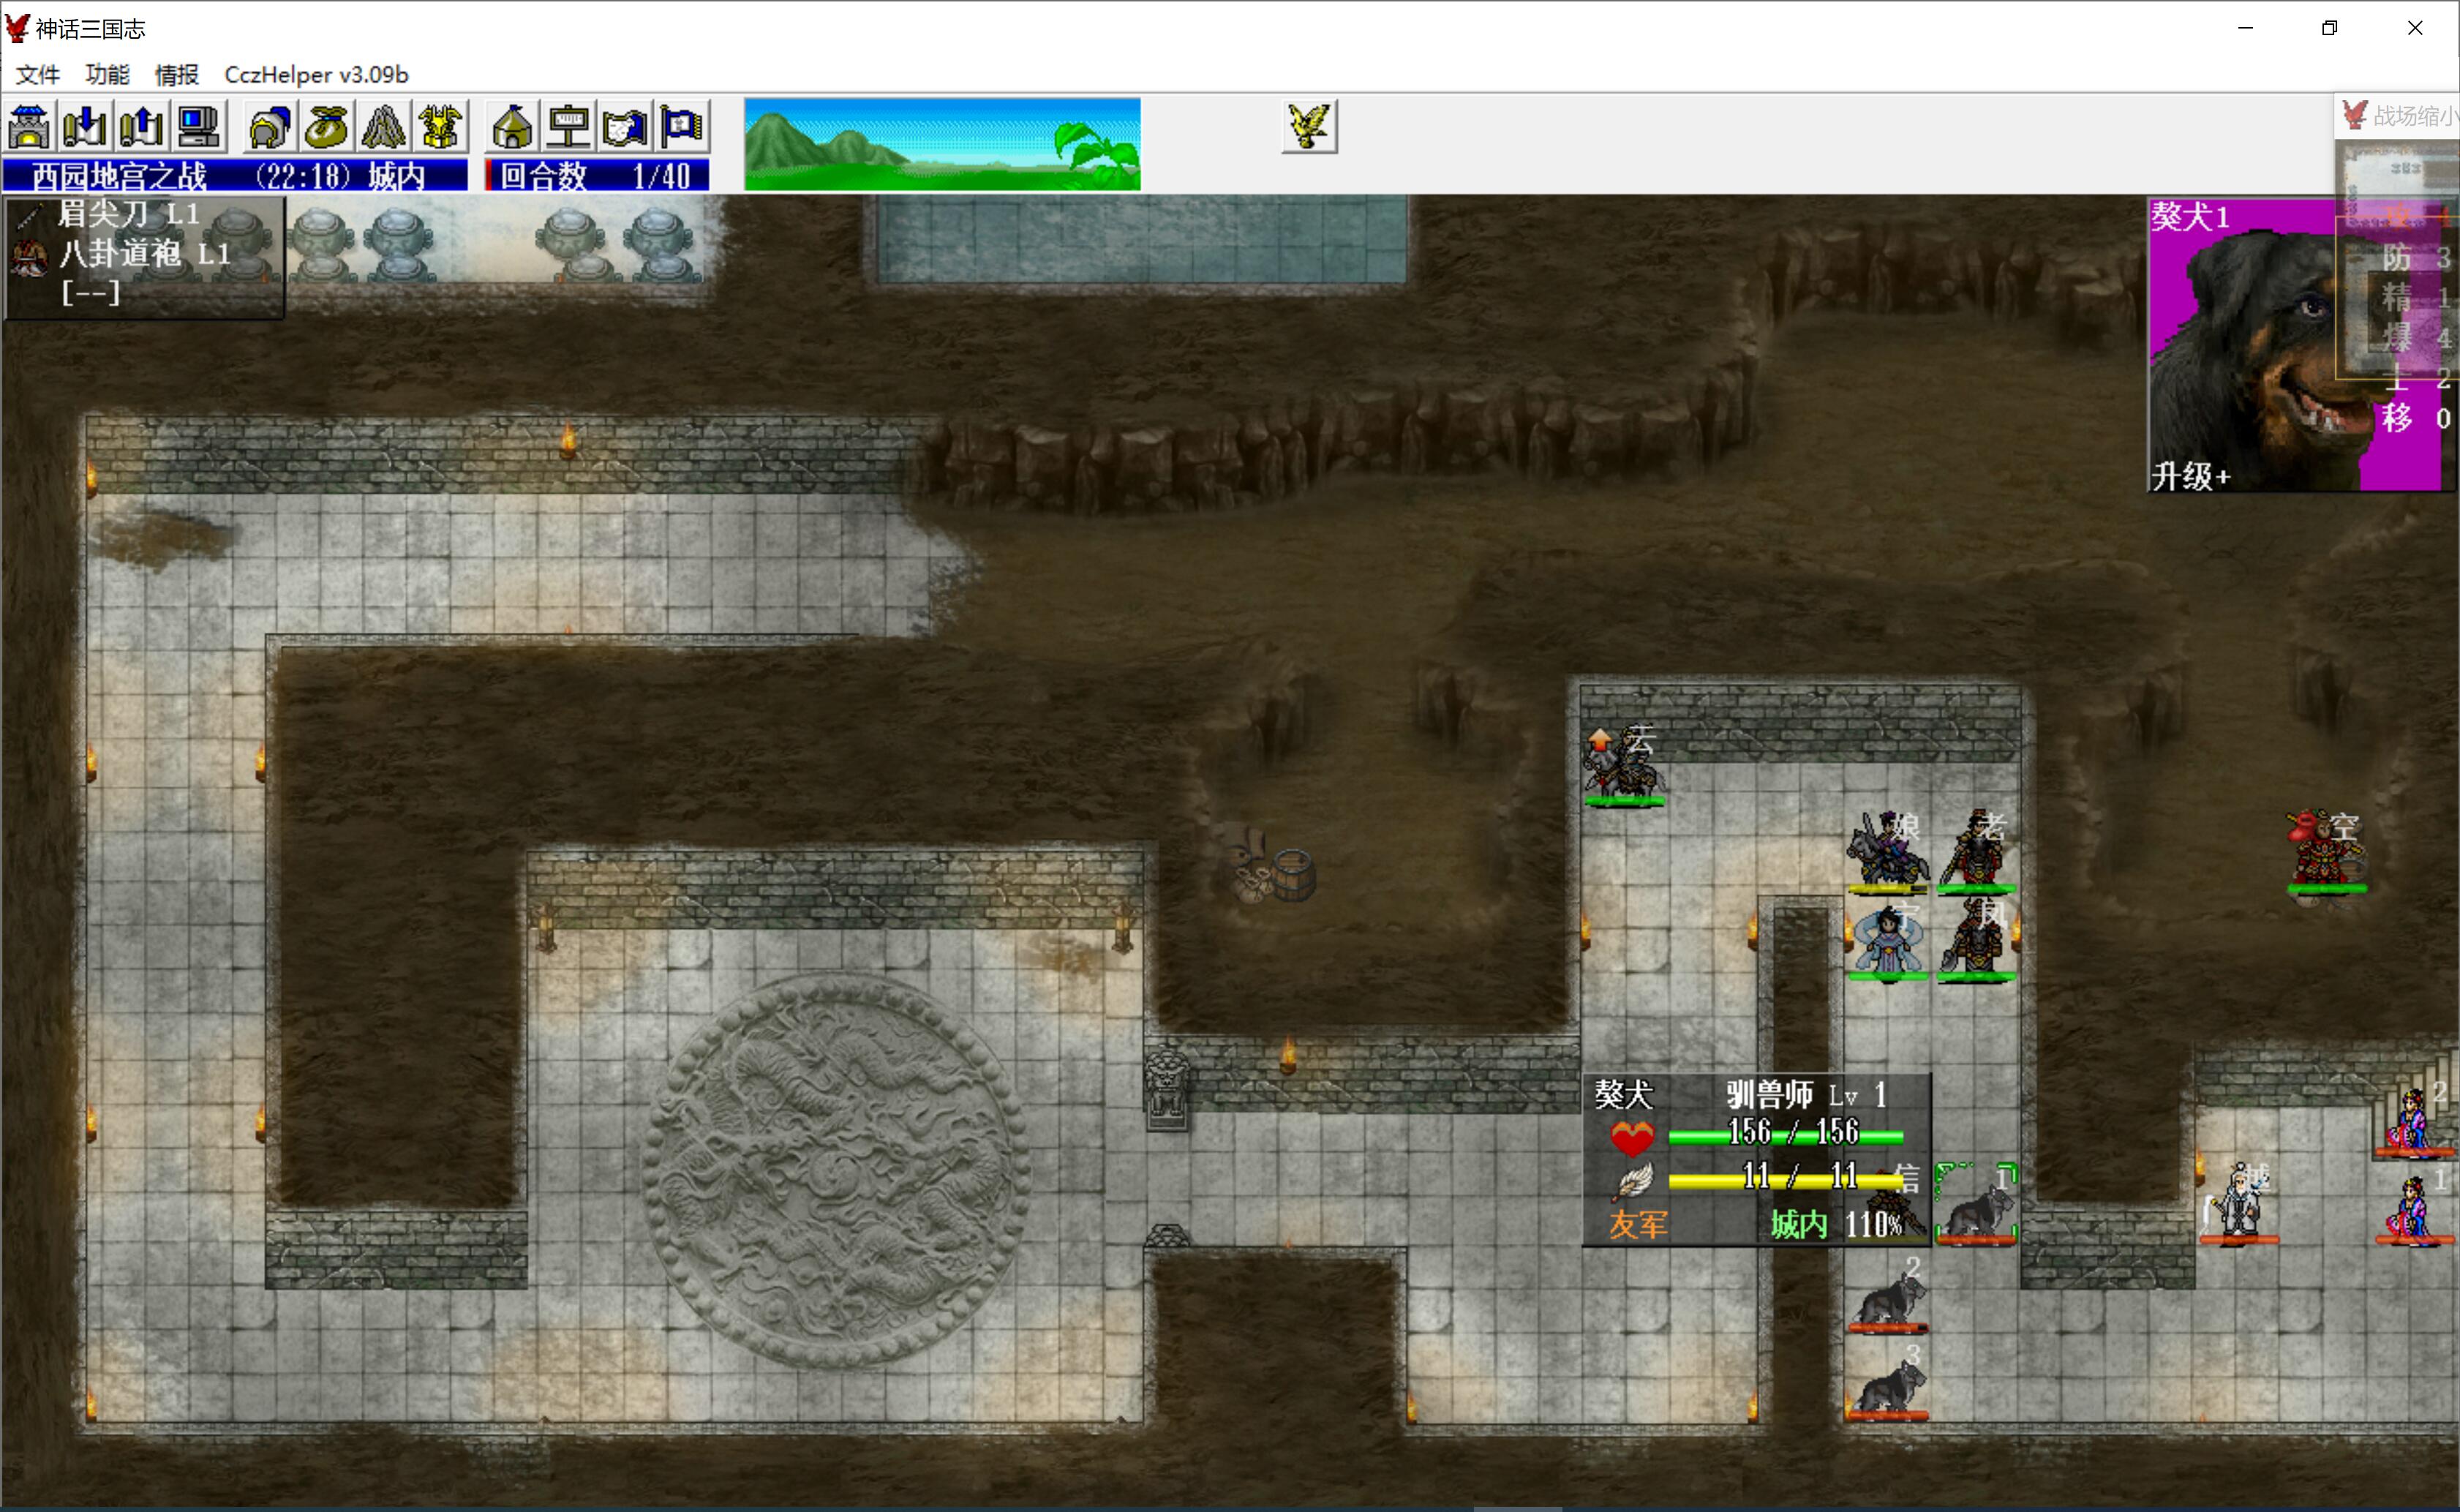 神话三国志
文件 功能 情报 CczHelper v3.09b
战场缩小
西园地宫之战 (22:18) 城内 回合数 1/40
眉尖刀 L1
八卦道袍 L1
[--]
獒犬1
攻 4
防 3
精 1
爆 4
士 2
移 0
升级+
云
娘 老
空
宁 凤
獒犬 驯兽师 Lv 1
156 / 156
11 / 11
友军 城内 110%
信 1
2
3
2
1